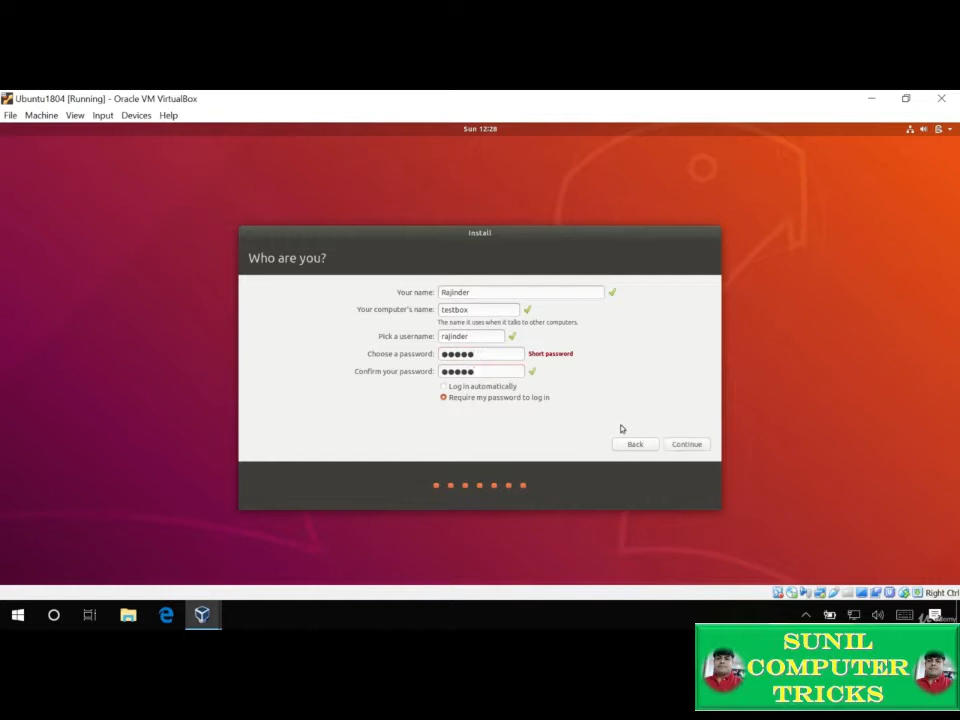 Ubuntu1804 [Running] - Oracle VM VirtualBox
File Machine View Input Devices Help
Sun 12:28
Install
Who are you?
Your name: Rajinder
Your computer's name: testbox
The name it uses when it talks to other computers.
Pick a username: rajinder
Choose a password: ●●●●● Short password
Confirm your password: ●●●●●
Log in automatically
Require my password to log in
Back Continue
Right Ctrl
SUNIL
COMPUTER
TRICKS